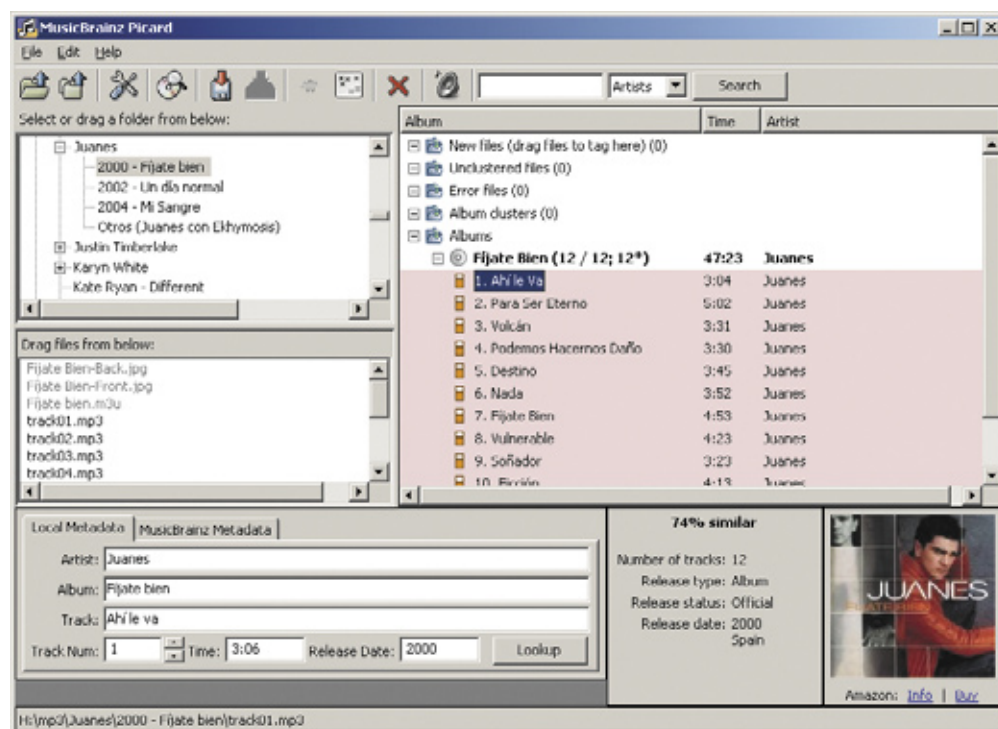 MusicBrainz Picard
File Edit Help
Artists Search
Select or drag a folder from below:
Juanes
2000 - Fíjate bien
2002 - Un día normal
2004 - Mi Sangre
Otros (Juanes con Ekhymosis)
Justin Timberlake
Karyn White
Kate Ryan - Different
Drag files from below:
Fíjate Bien-Back.jpg
Fíjate Bien-Front.jpg
Fíjate bien.m3u
track01.mp3
track02.mp3
track03.mp3
track04.mp3
Album Time Artist
New files (drag files to tag here) (0)
Unclustered files (0)
Error files (0)
Album clusters (0)
Albums
Fíjate Bien (12 / 12; 12*) 47:23 Juanes
1. Ahí le Va 3:04 Juanes
2. Para Ser Eterno 5:02 Juanes
3. Volcán 3:31 Juanes
4. Podemos Hacernos Daño 3:30 Juanes
5. Destino 3:45 Juanes
6. Nada 3:52 Juanes
7. Fíjate Bien 4:53 Juanes
8. Vulnerable 4:23 Juanes
9. Soñador 3:23 Juanes
10. Ficción 4:13 Juanes
Local Metadata MusicBrainz Metadata
Artist: Juanes
Album: Fíjate bien
Track: Ahí le va
Track Num: 1 Time: 3:06 Release Date: 2000 Lookup
74% similar
Number of tracks: 12
Release type: Album
Release status: Official
Release date: 2000
Spain
JUANES
FÍJATE BIEN
Amazon: Info | Buy
H:\mp3\Juanes\2000 - Fíjate bien\track01.mp3